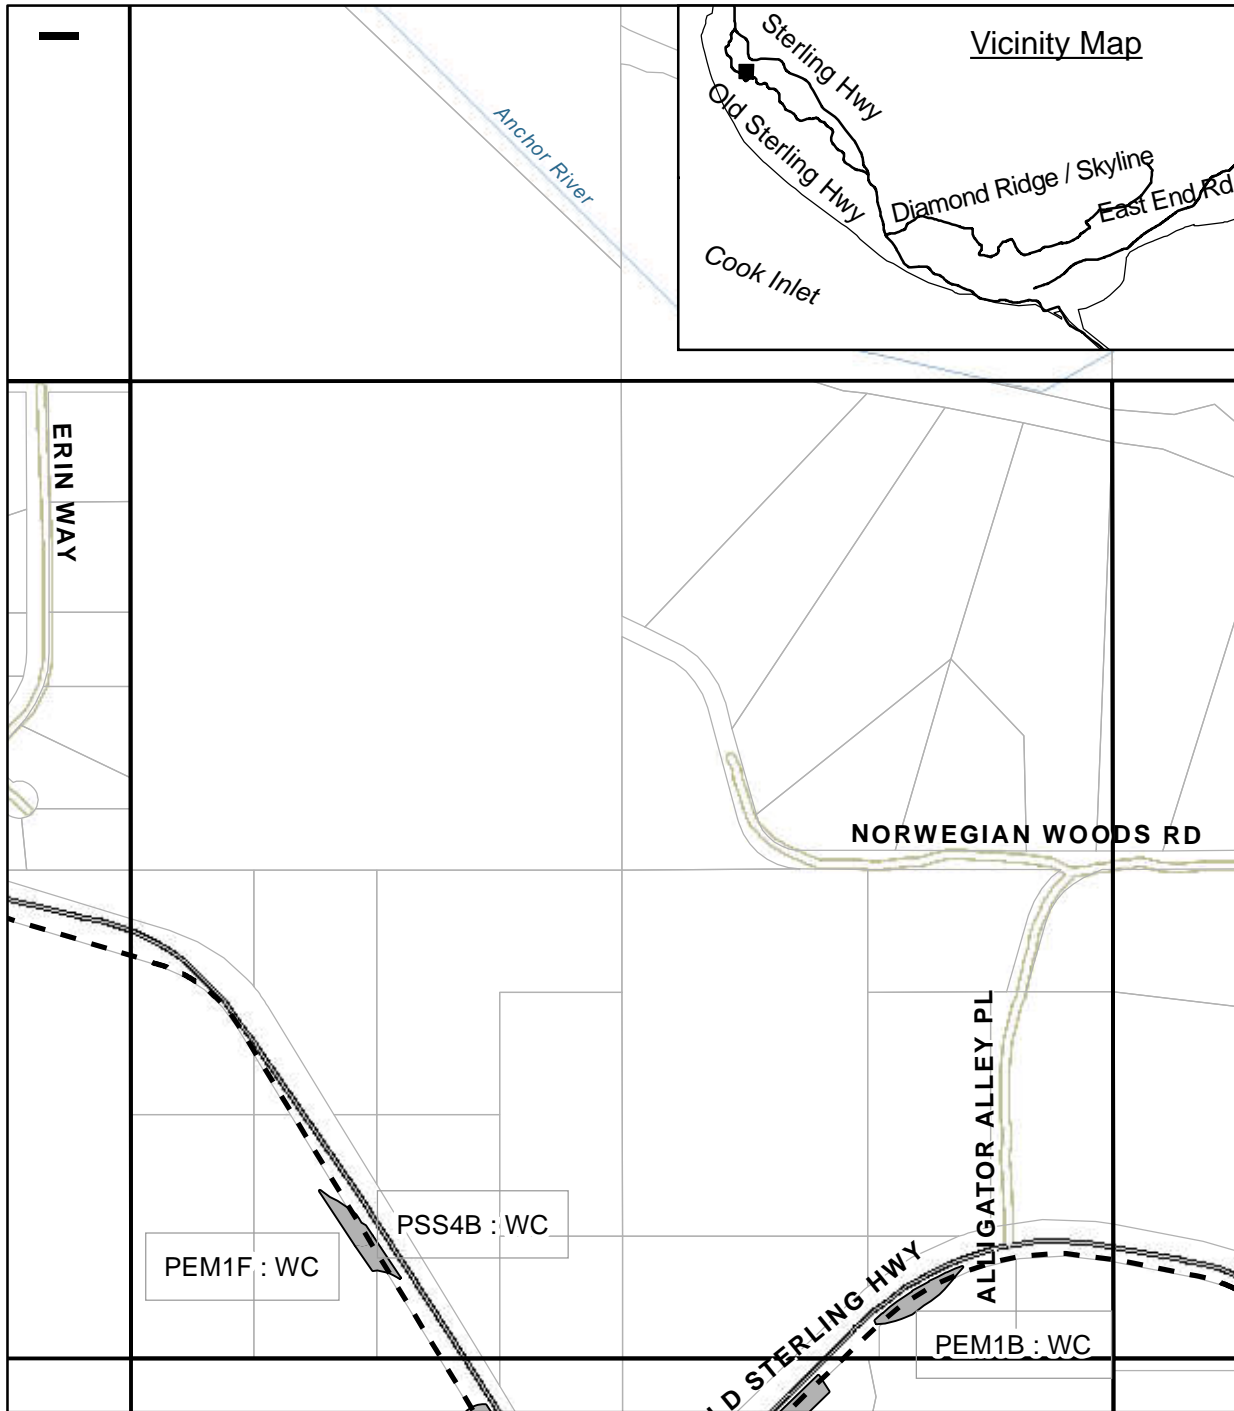 Vicinity Map
Sterling Hwy
Old Sterling Hwy
Diamond Ridge / Skyline
East End Rd
Cook Inlet
Anchor River
ERIN WAY
NORWEGIAN WOODS RD
ALLIGATOR ALLEY PL
PSS4B : WC
PEM1F : WC
LD STERLING HWY
PEM1B : WC